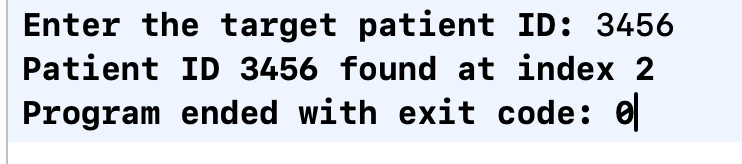 Enter the target patient ID: 3456
Patient ID 3456 found at index 2
Program ended with exit code: 0